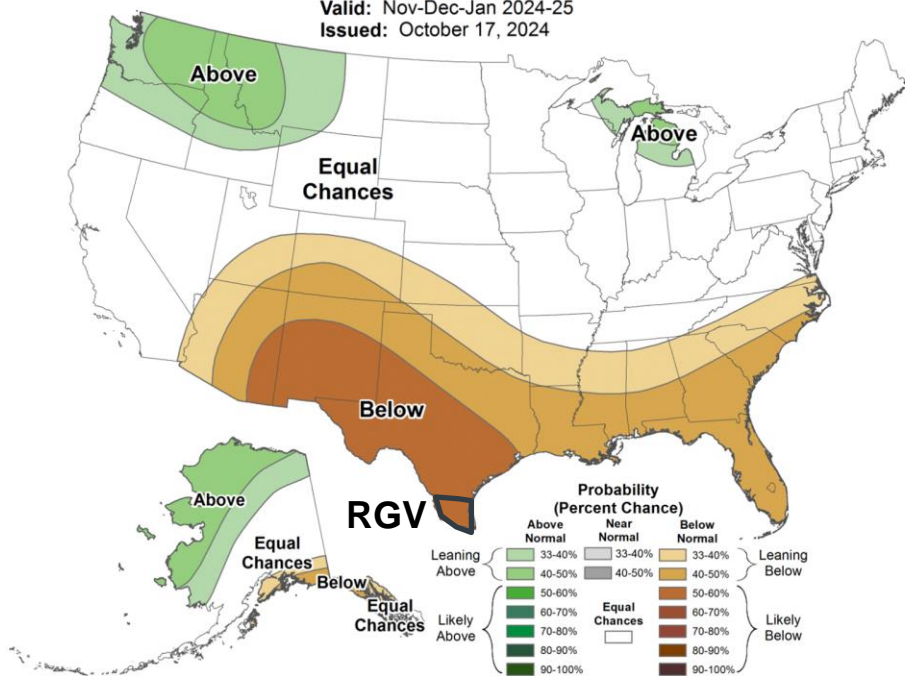 Valid: Nov-Dec-Jan 2024-25
Issued: October 17, 2024
Above
Above
Equal
Chances
Below
RGV
Above
Equal
Chances
Below
Equal
Chances
Probability
(Percent Chance)
Above
Normal
Near
Normal
Below
Normal
Leaning
Above
33-40%
33-40%
33-40%
Leaning
Below
40-50%
40-50%
40-50%
Likely
Above
50-60%
50-60%
Likely
Below
60-70%
Equal
Chances
60-70%
70-80%
70-80%
80-90%
80-90%
90-100%
90-100%